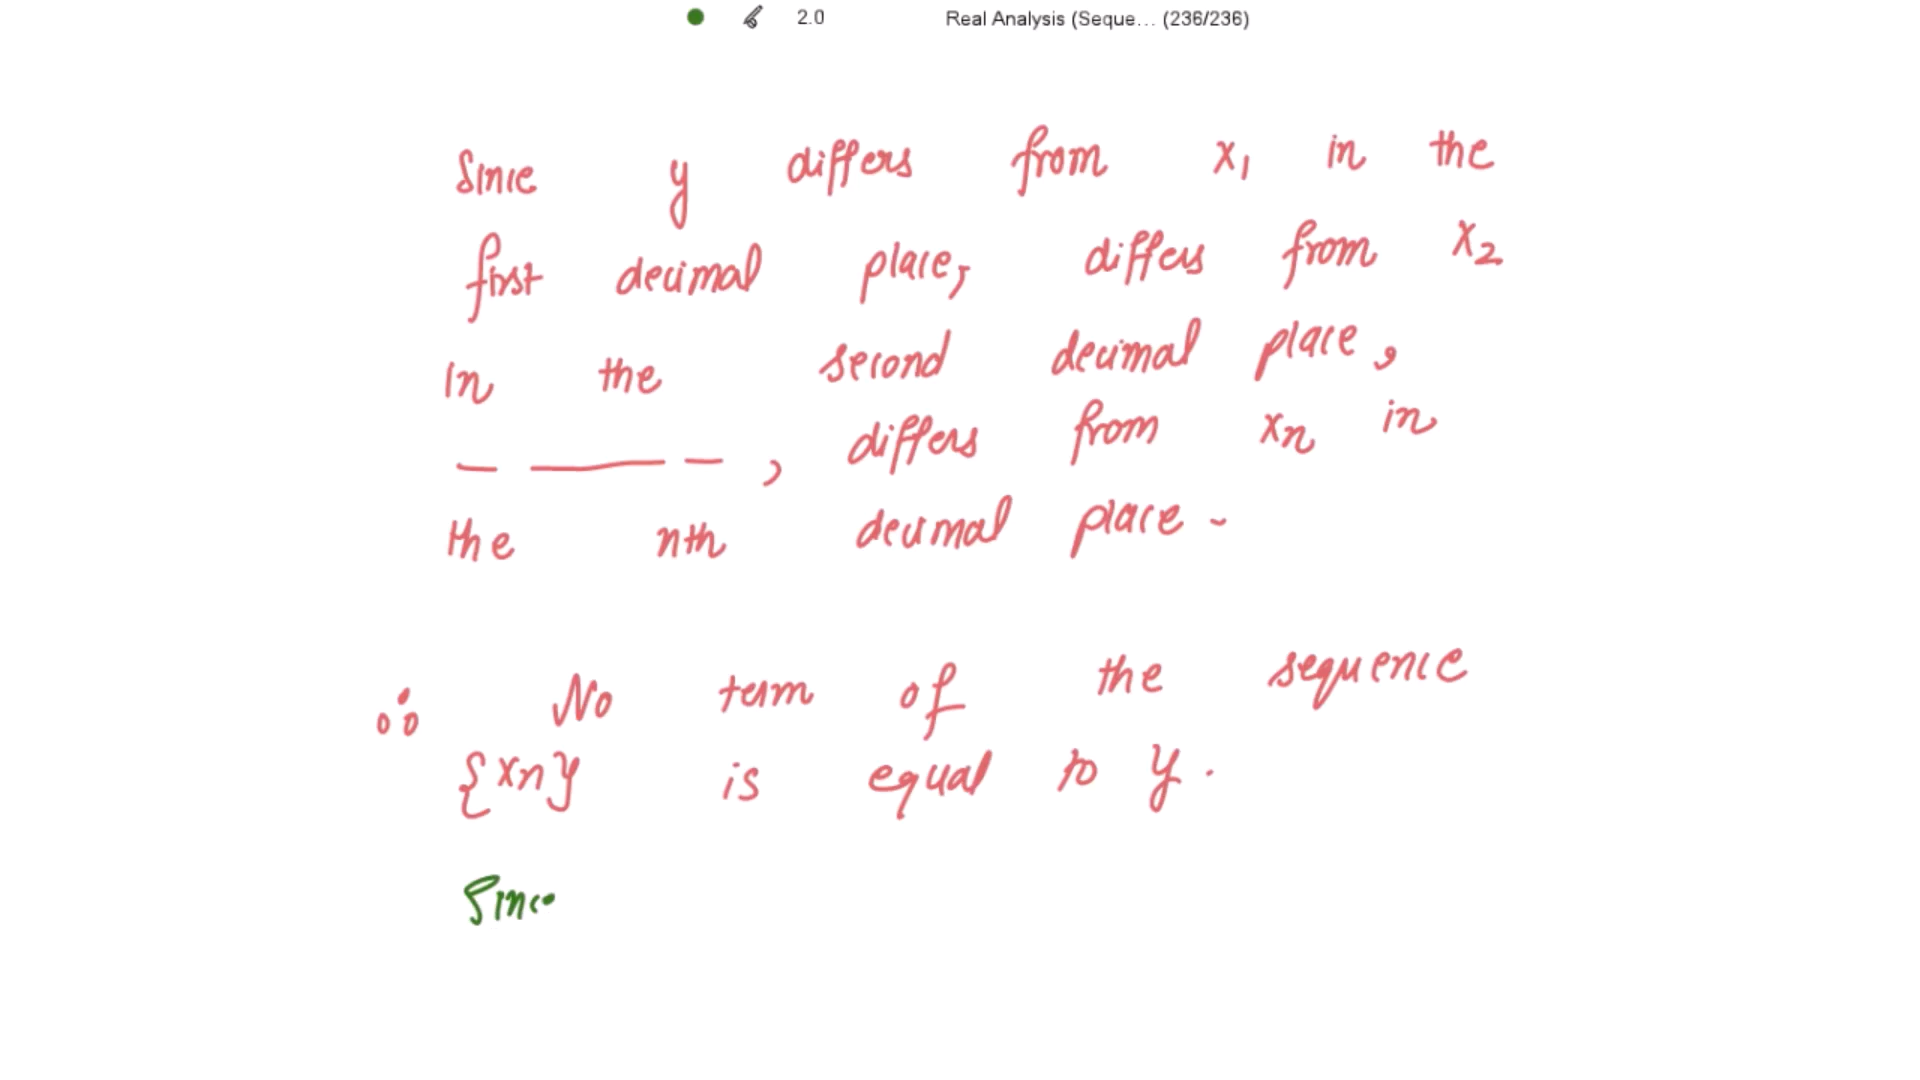 2.0 Real Analysis (Seque... (236/236)
Since y differs from x₁ in the
first decimal place, differs from x₂
in the second decimal place,
_ ___ _ , differs from xₙ in
the nth decimal place.
∴ No term of the sequence
{xn} is equal to y.
Sinc